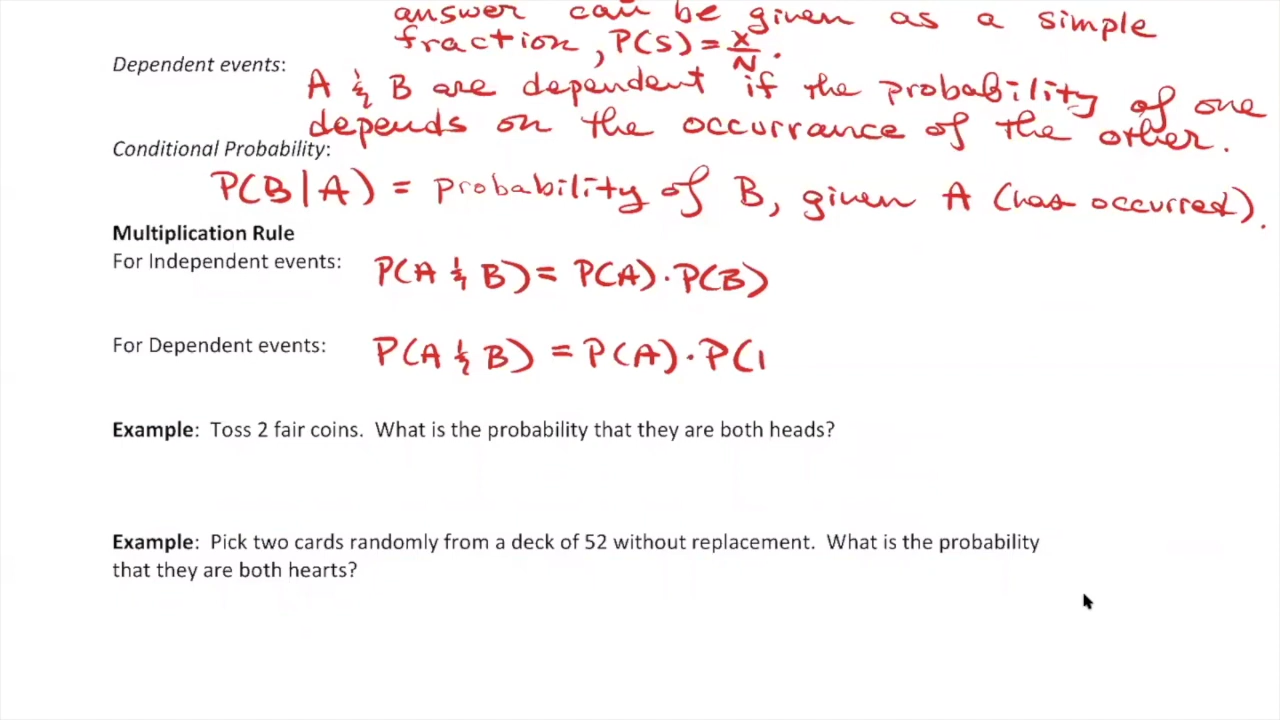 answer can be given as a simple
fraction, P(S) = X/N.
Dependent events:
A & B are dependent if the probability of one
depends on the occurrance of the other.
Conditional Probability:
P(B|A) = probability of B, given A (has occurred).
Multiplication Rule
For Independent events: P(A & B) = P(A) · P(B)
For Dependent events: P(A & B) = P(A) · P(
Example: Toss 2 fair coins. What is the probability that they are both heads?
Example: Pick two cards randomly from a deck of 52 without replacement. What is the probability
that they are both hearts?